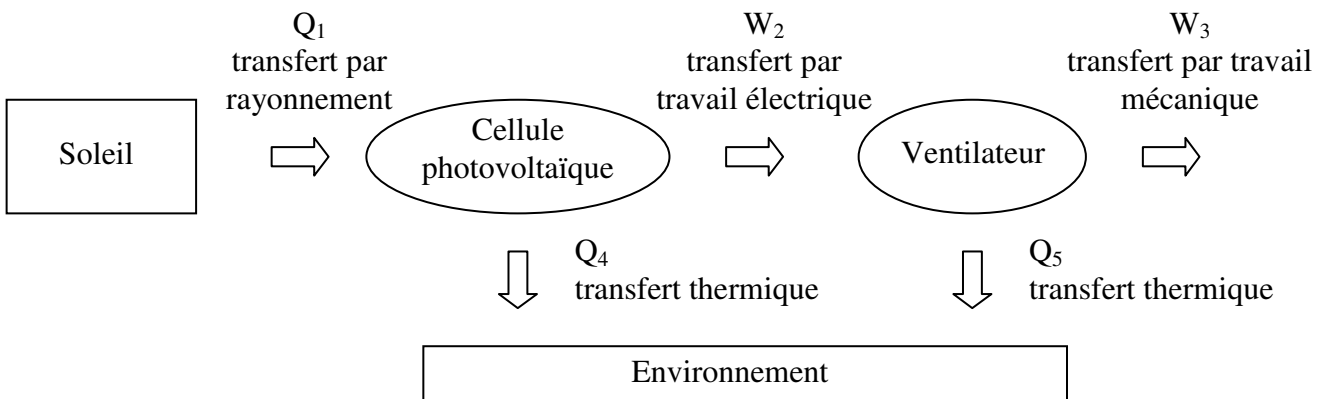 Q₁
transfert par
rayonnement
W₂
transfert par
travail électrique
W₃
transfert par travail
mécanique
Soleil
Cellule
photovoltaïque
Ventilateur
Q₄
transfert thermique
Q₅
transfert thermique
Environnement